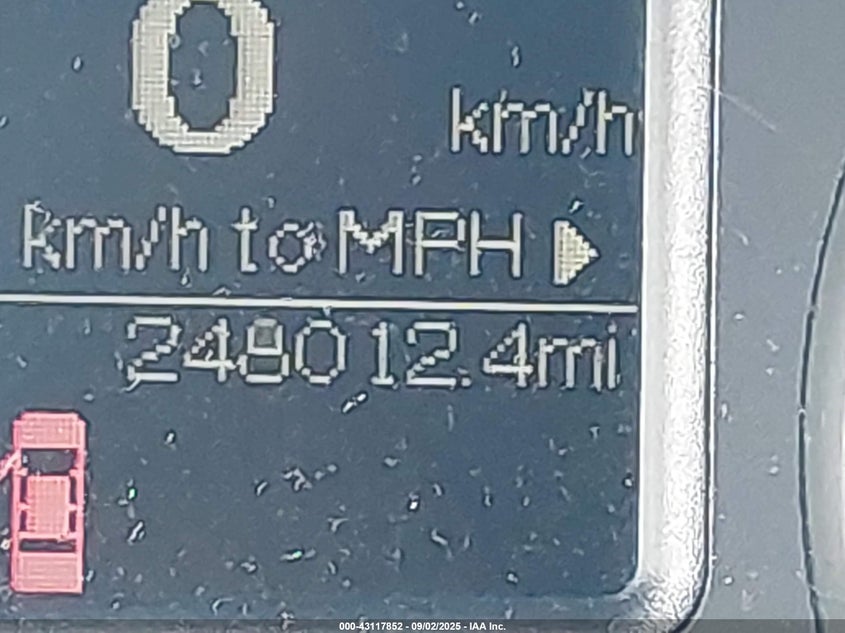 0
km/h
km/h to MPH
248012.4mi
000-43117852 - 09/02/2025 - IAA Inc.